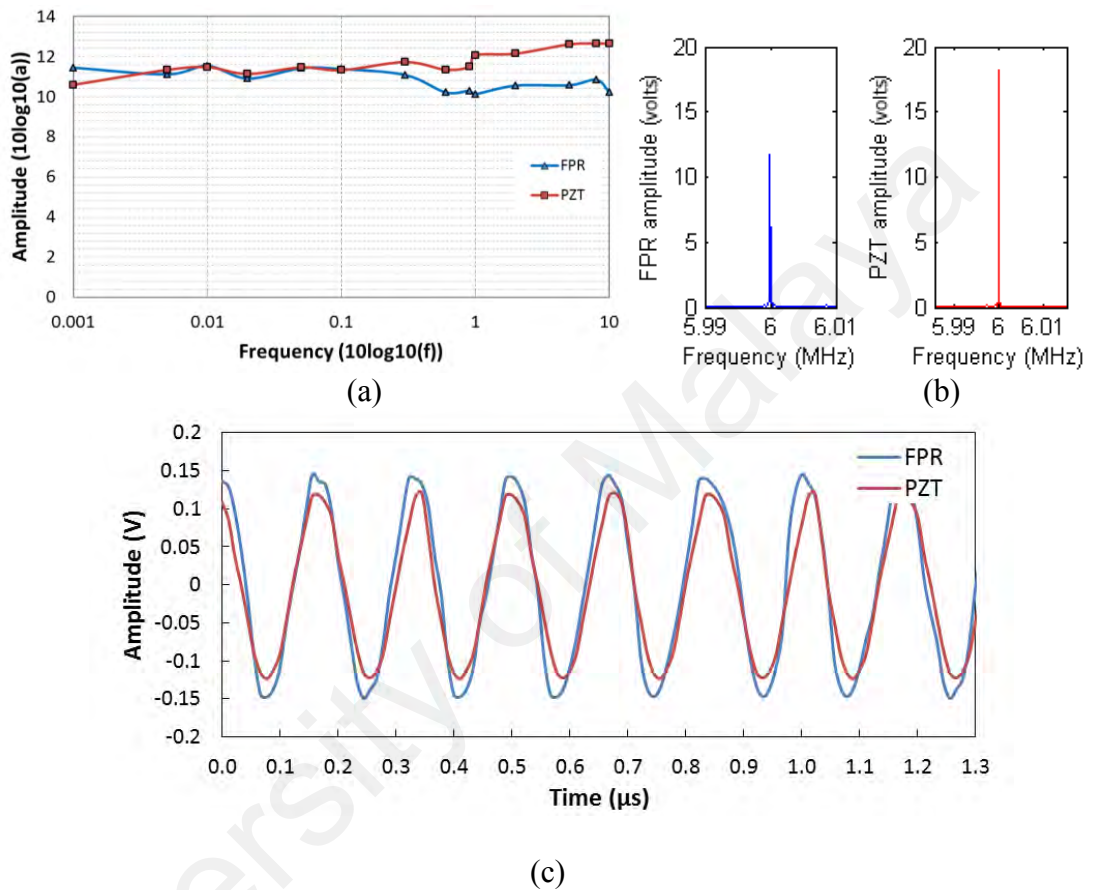 14
12
10
8
6
4
2
0
Amplitude (10log10(a))
FPR
PZT
0.001 0.01 0.1 1 10
Frequency (10log10(f))
(a)
20
15
10
5
0
FPR amplitude (volts)
5.99 6 6.01
Frequency (MHz)
20
15
10
5
0
PZT amplitude (volts)
5.99 6 6.01
Frequency (MHz)
(b)
0.2
0.15
0.1
0.05
0
-0.05
-0.1
-0.15
-0.2
Amplitude (V)
FPR
PZT
0.0 0.1 0.2 0.3 0.4 0.5 0.6 0.7 0.8 0.9 1.0 1.1 1.2 1.3
Time (µs)
(c)
ersity of Malaya